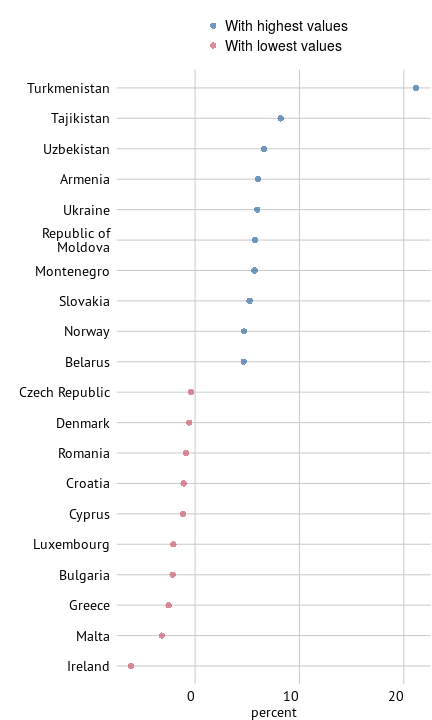 With highest values
With lowest values
Turkmenistan
Tajikistan
Uzbekistan
Armenia
Ukraine
Republic of
Moldova
Montenegro
Slovakia
Norway
Belarus
Czech Republic
Denmark
Romania
Croatia
Cyprus
Luxembourg
Bulgaria
Greece
Malta
Ireland
0 10 20
percent